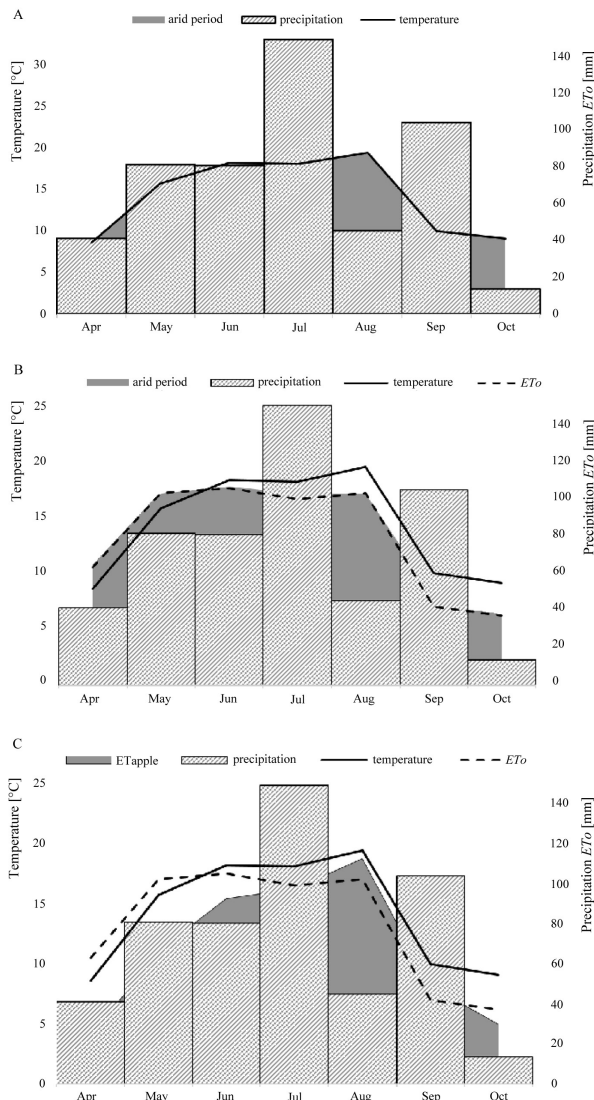 A
arid period precipitation temperature
Temperature [°C]
30
25
20
15
10
5
0
Precipitation ETo [mm]
140
120
100
80
60
40
20
0
Apr May Jun Jul Aug Sep Oct
B
arid period precipitation temperature ETo
Temperature [°C]
25
20
15
10
5
0
Precipitation ETo [mm]
140
120
100
80
60
40
20
0
Apr May Jun Jul Aug Sep Oct
C
ETapple precipitation temperature ETo
Temperature [°C]
25
20
15
10
5
0
Precipitation ETo [mm]
140
120
100
80
60
40
20
0
Apr May Jun Jul Aug Sep Oct